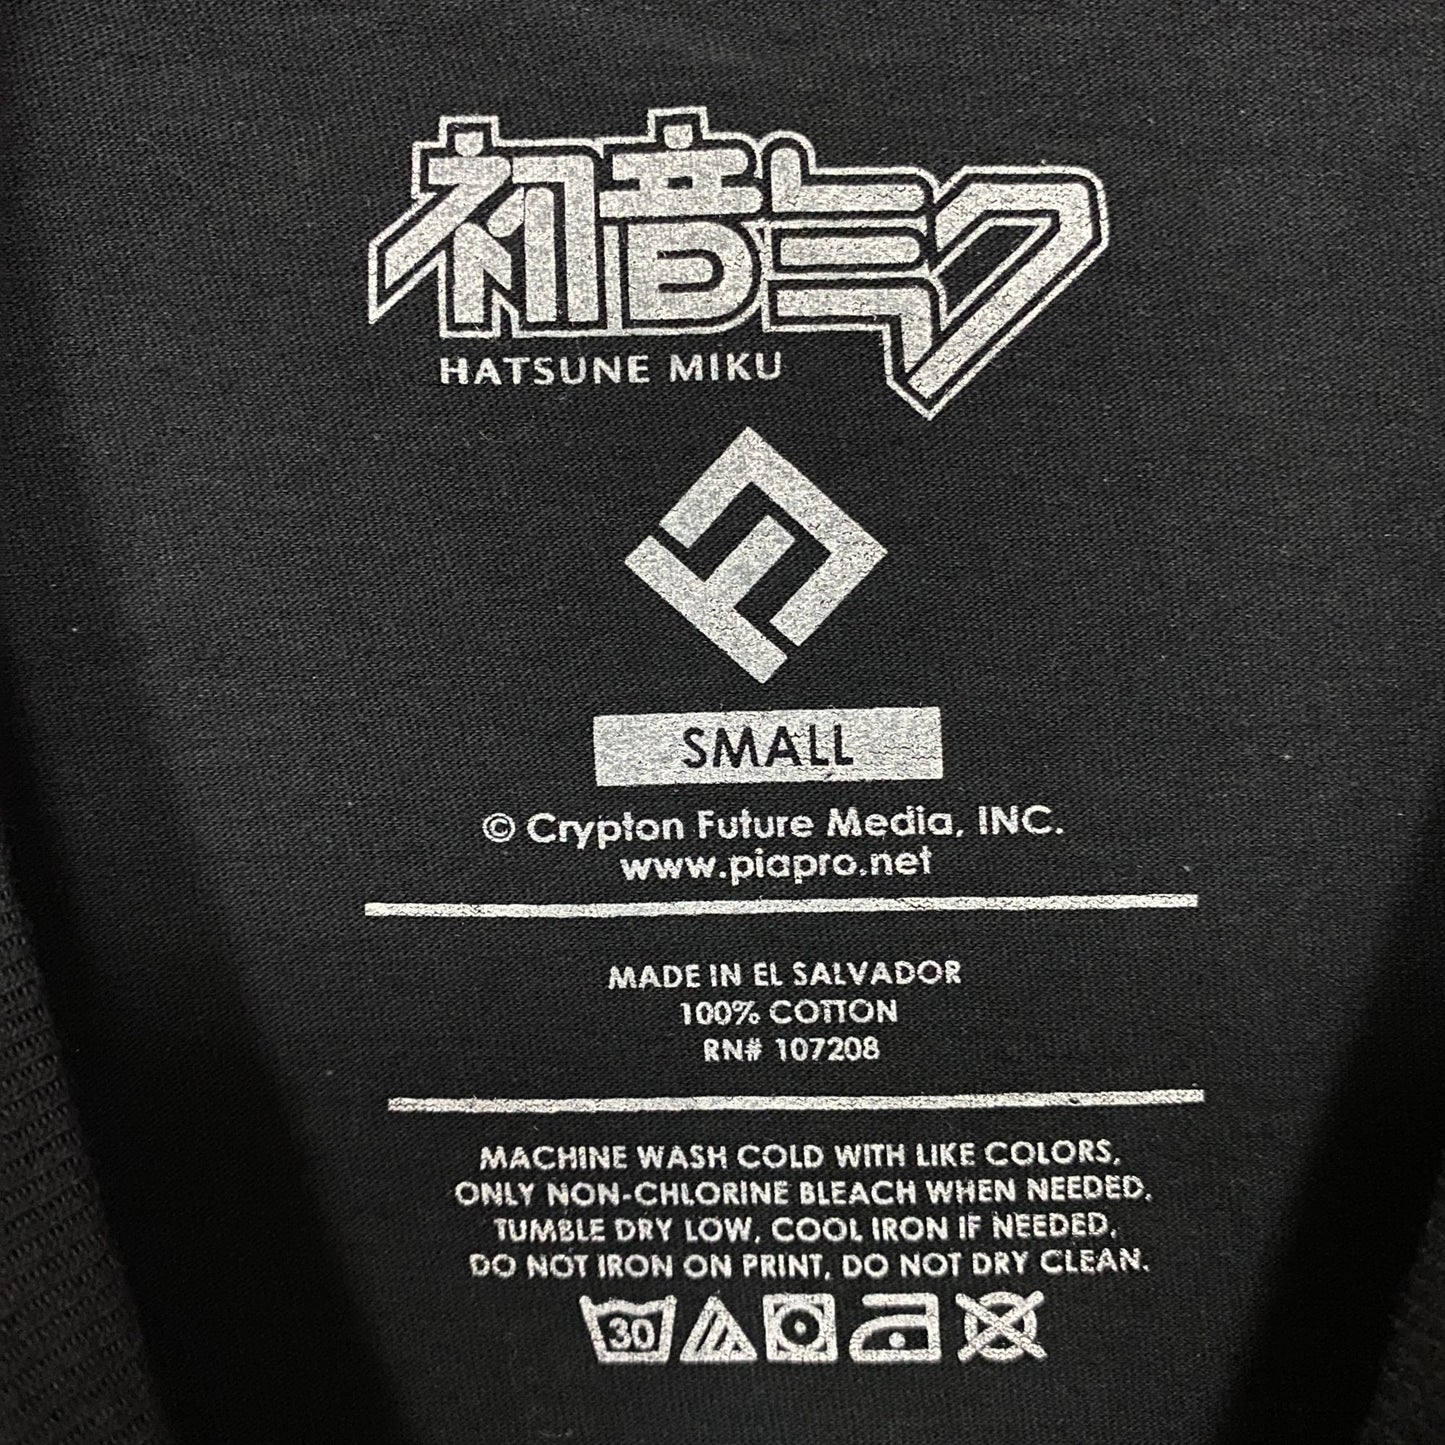 初音ミク
HATSUNE MIKU
SMALL
© Crypton Future Media, INC.
www.piapro.net
MADE IN EL SALVADOR
100% COTTON
RN# 107208
MACHINE WASH COLD WITH LIKE COLORS,
ONLY NON-CHLORINE BLEACH WHEN NEEDED,
TUMBLE DRY LOW, COOL IRON IF NEEDED,
DO NOT IRON ON PRINT, DO NOT DRY CLEAN.
30